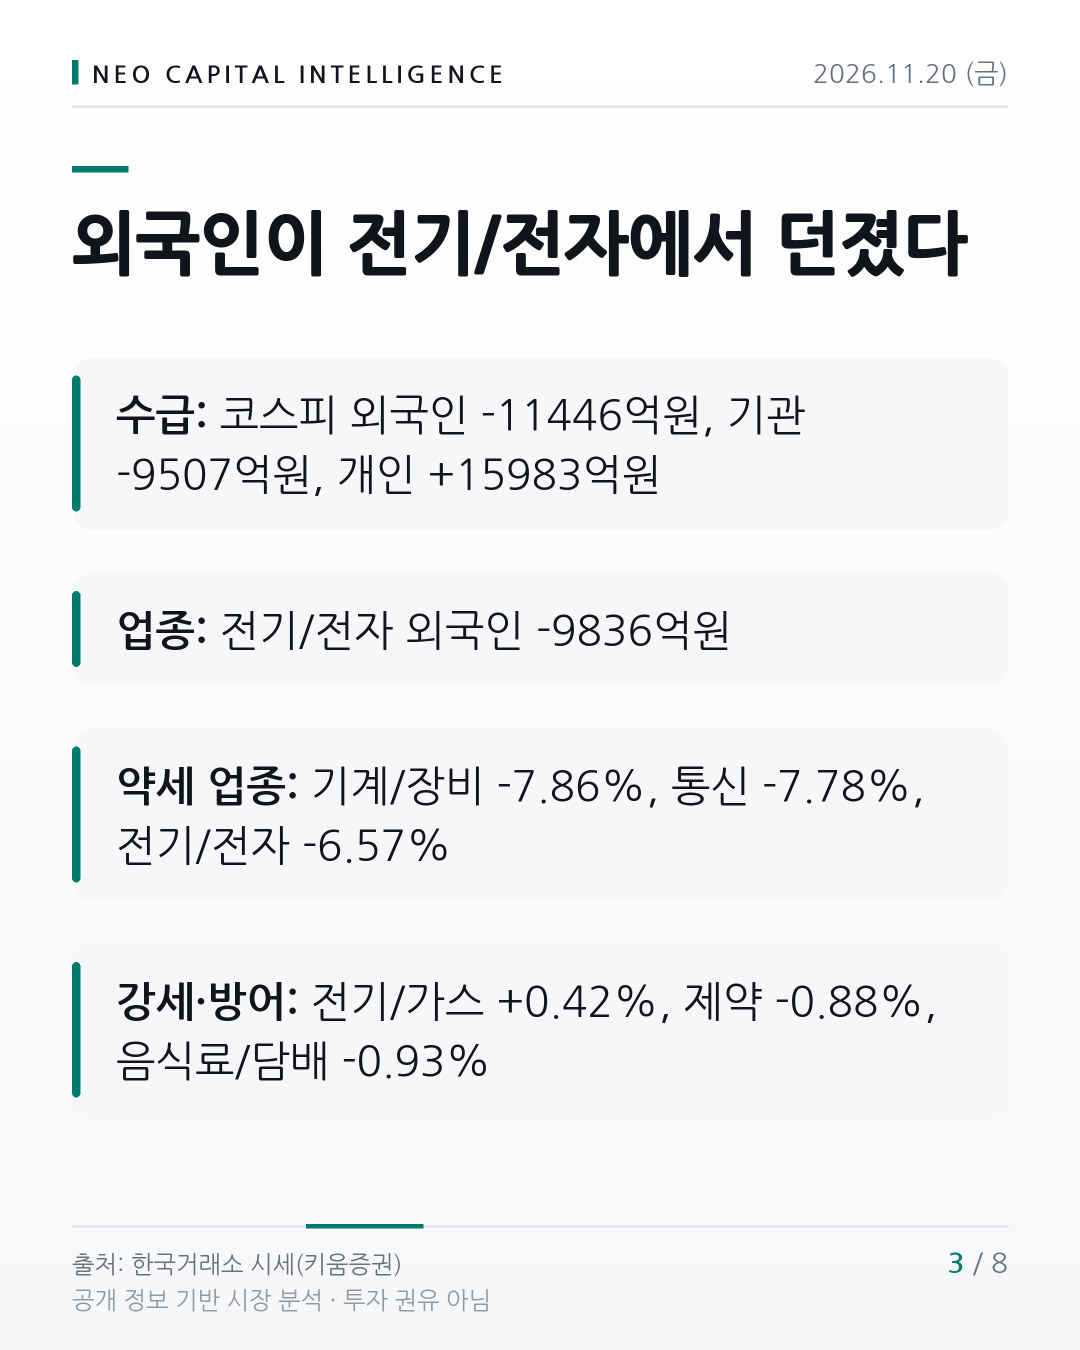 NEO CAPITAL INTELLIGENCE
2026.11.20 (금)
외국인이 전기/전자에서 던졌다
수급: 코스피 외국인 -11446억원, 기관
-9507억원, 개인 +15983억원
업종: 전기/전자 외국인 -9836억원
약세 업종: 기계/장비 -7.86%, 통신 -7.78%,
전기/전자 -6.57%
강세·방어: 전기/가스 +0.42%, 제약 -0.88%,
음식료/담배 -0.93%
출처: 한국거래소 시세(키움증권)
3 / 8
공개 정보 기반 시장 분석 · 투자 권유 아님